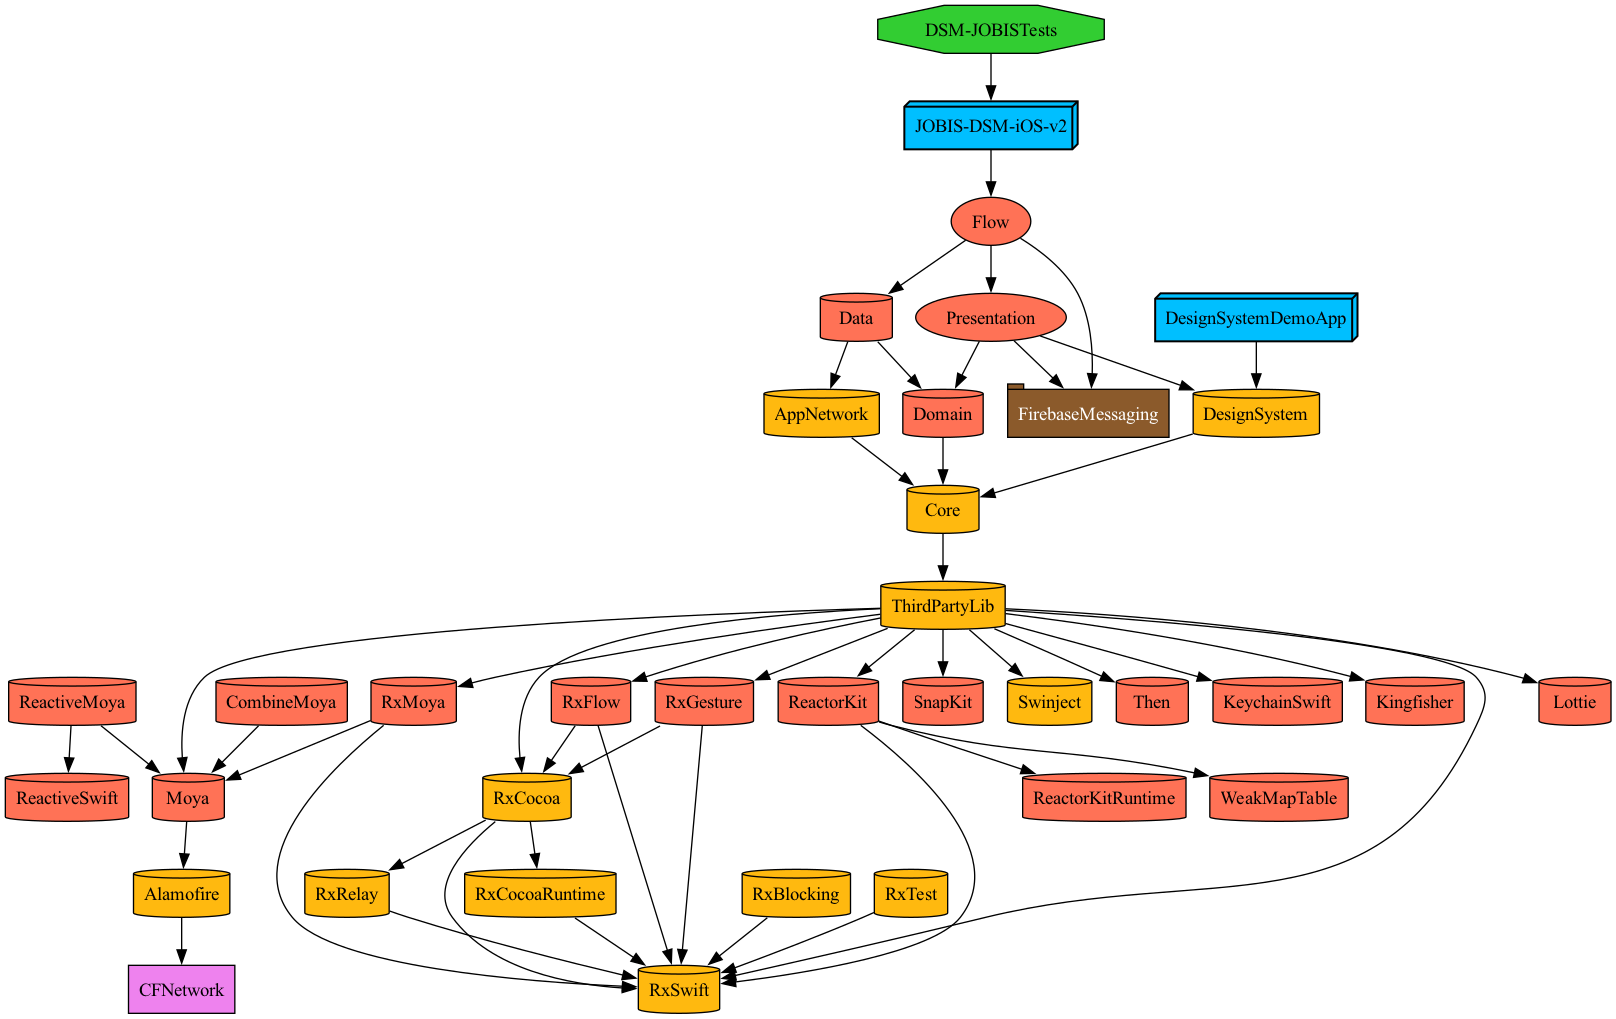 DSM-JOBISTests
JOBIS-DSM-iOS-v2
Flow
Data
Presentation
DesignSystemDemoApp
AppNetwork
Domain
FirebaseMessaging
DesignSystem
Core
ThirdPartyLib
ReactiveMoya
CombineMoya
RxMoya
RxFlow
RxGesture
ReactorKit
SnapKit
Swinject
Then
KeychainSwift
Kingfisher
Lottie
ReactiveSwift
Moya
RxCocoa
ReactorKitRuntime
WeakMapTable
Alamofire
RxRelay
RxCocoaRuntime
RxBlocking
RxTest
CFNetwork
RxSwift